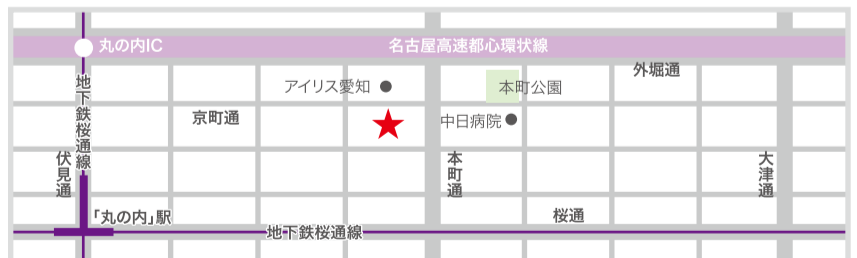 丸の内IC
名古屋高速都心環状線
外堀通
地下鉄桜通線
アイリス愛知
本町公園
京町通
中日病院
伏見通
本町通
大津通
「丸の内」駅
桜通
地下鉄桜通線